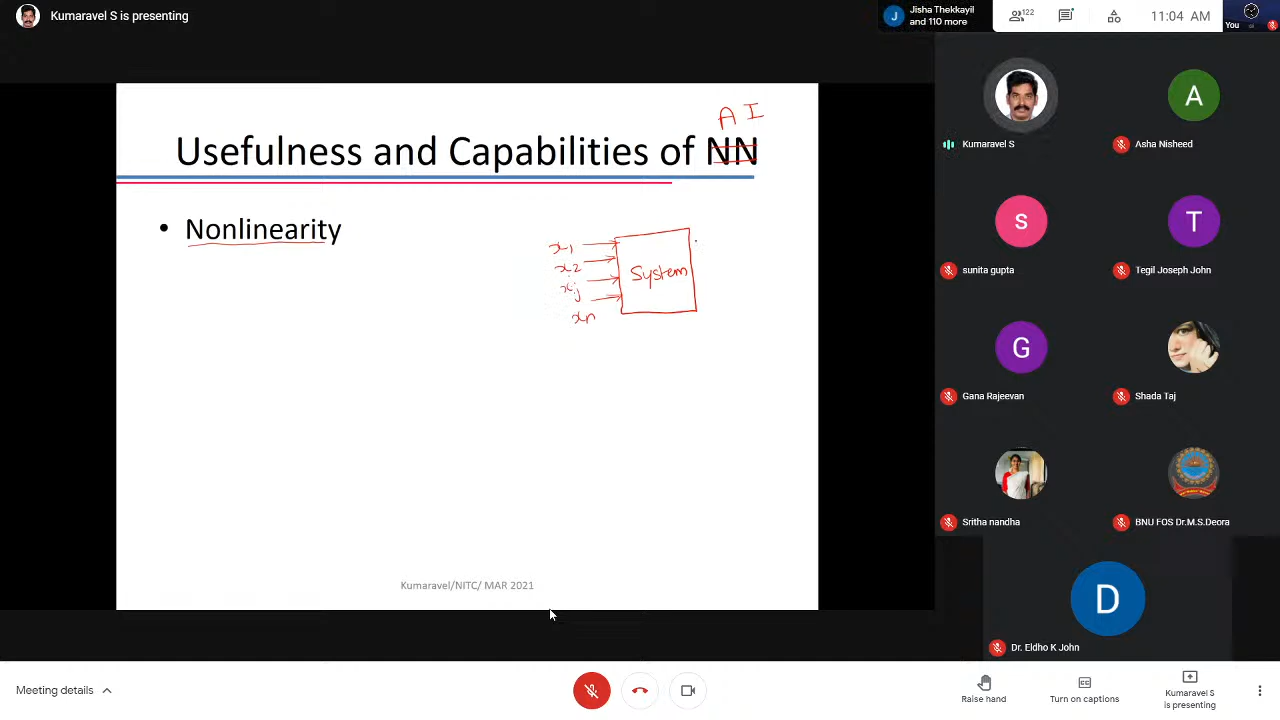 Kumaravel S is presenting
Jisha Thekkayil
and 110 more
122
11:04 AM
You
A I
Usefulness and Capabilities of NN
• Nonlinearity
x1
x2
xj
xn
System
Kumaravel/NITC/ MAR 2021
Kumaravel S
A
Asha Nisheed
s
sunita gupta
T
Tegil Joseph John
G
Gana Rajeevan
Shada Taj
Sritha nandha
BNU FOS Dr.M.S.Deora
D
Dr. Eldho K John
Meeting details
Raise hand
Turn on captions
Kumaravel S
is presenting
J